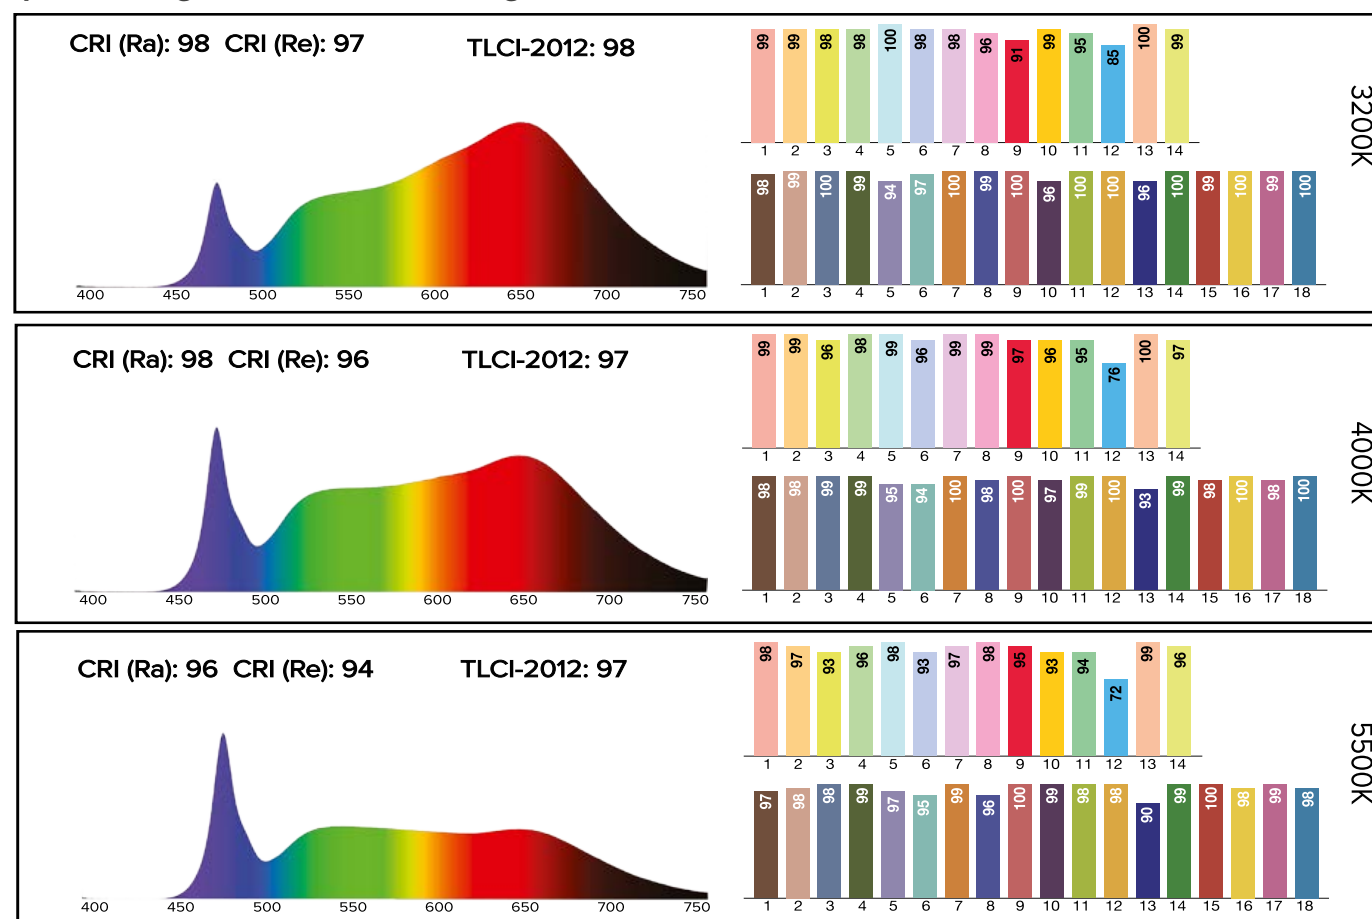 CRI (Ra): 98 CRI (Re): 97
TLCI-2012: 98
400 450 500 550 600 650 700 750
99 99 98 98 100 98 98 96 91 99 95 85 100 99
1 2 3 4 5 6 7 8 9 10 11 12 13 14
98 99 100 99 94 97 100 99 100 96 100 100 96 100 99 100 99 100
1 2 3 4 5 6 7 8 9 10 11 12 13 14 15 16 17 18
3200K
CRI (Ra): 98 CRI (Re): 96
TLCI-2012: 97
400 450 500 550 600 650 700 750
99 99 96 98 99 96 99 99 97 96 95 76 100 97
1 2 3 4 5 6 7 8 9 10 11 12 13 14
98 98 99 99 95 94 100 98 100 97 99 100 93 99 98 100 98 100
1 2 3 4 5 6 7 8 9 10 11 12 13 14 15 16 17 18
4000K
CRI (Ra): 96 CRI (Re): 94
TLCI-2012: 97
400 450 500 550 600 650 700 750
98 97 93 96 98 93 97 98 95 93 94 72 99 96
1 2 3 4 5 6 7 8 9 10 11 12 13 14
97 98 98 99 97 95 99 96 100 99 98 98 90 99 100 98 99 98
1 2 3 4 5 6 7 8 9 10 11 12 13 14 15 16 17 18
5500K